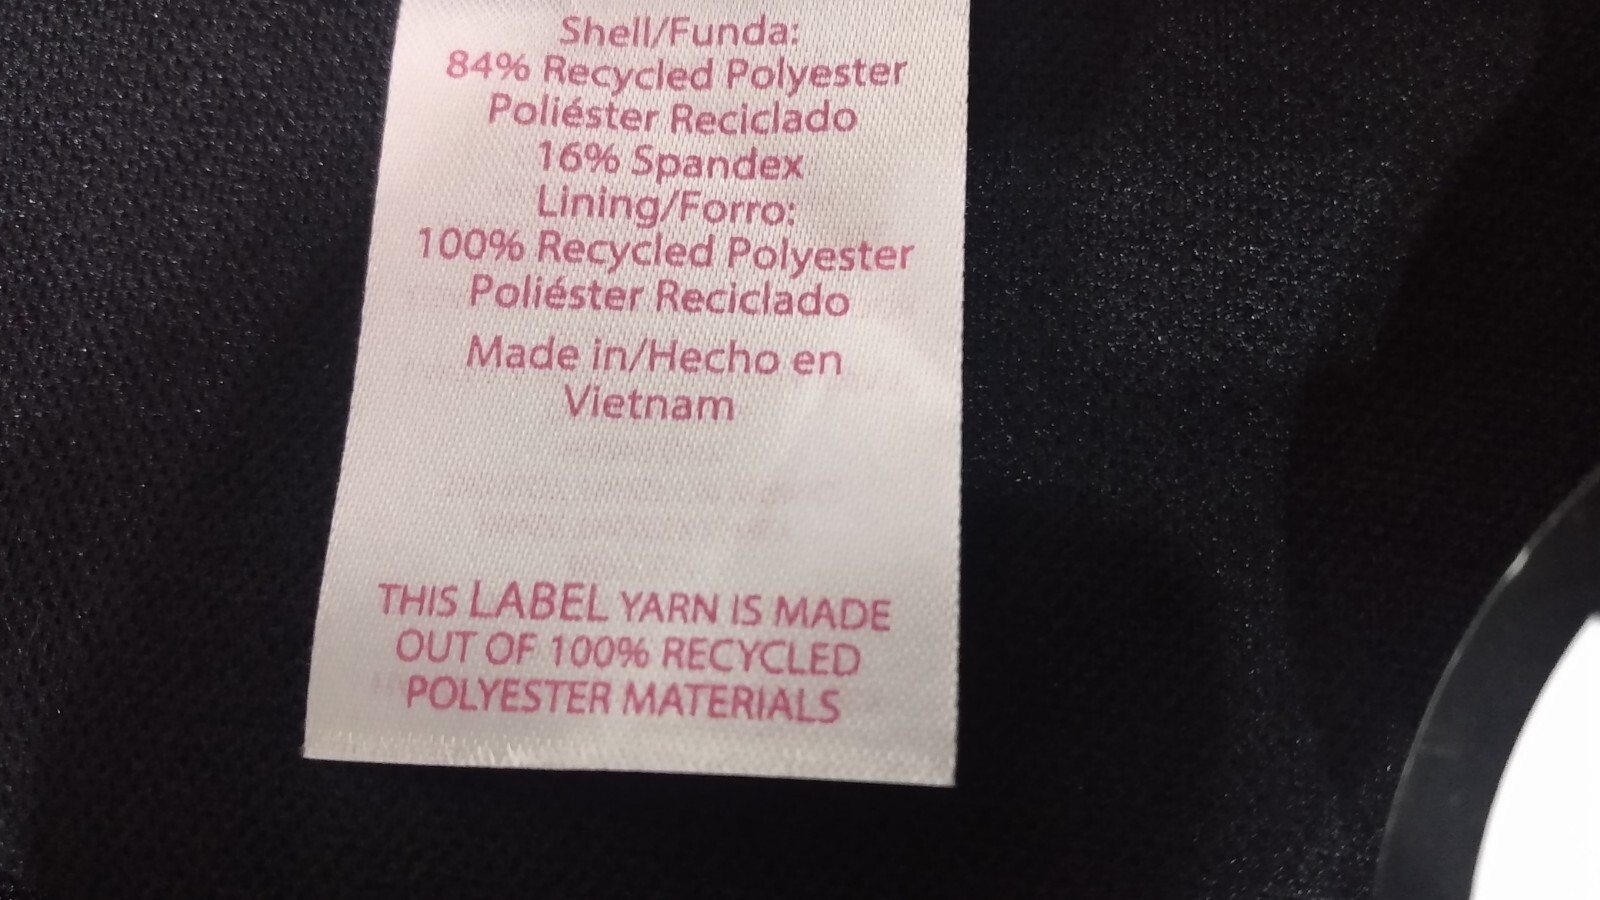 Shell/Funda:
84% Recycled Polyester
Poliéster Reciclado
16% Spandex
Lining/Forro:
100% Recycled Polyester
Poliéster Reciclado
Made in/Hecho en
Vietnam
THIS LABEL YARN IS MADE
OUT OF 100% RECYCLED
POLYESTER MATERIALS